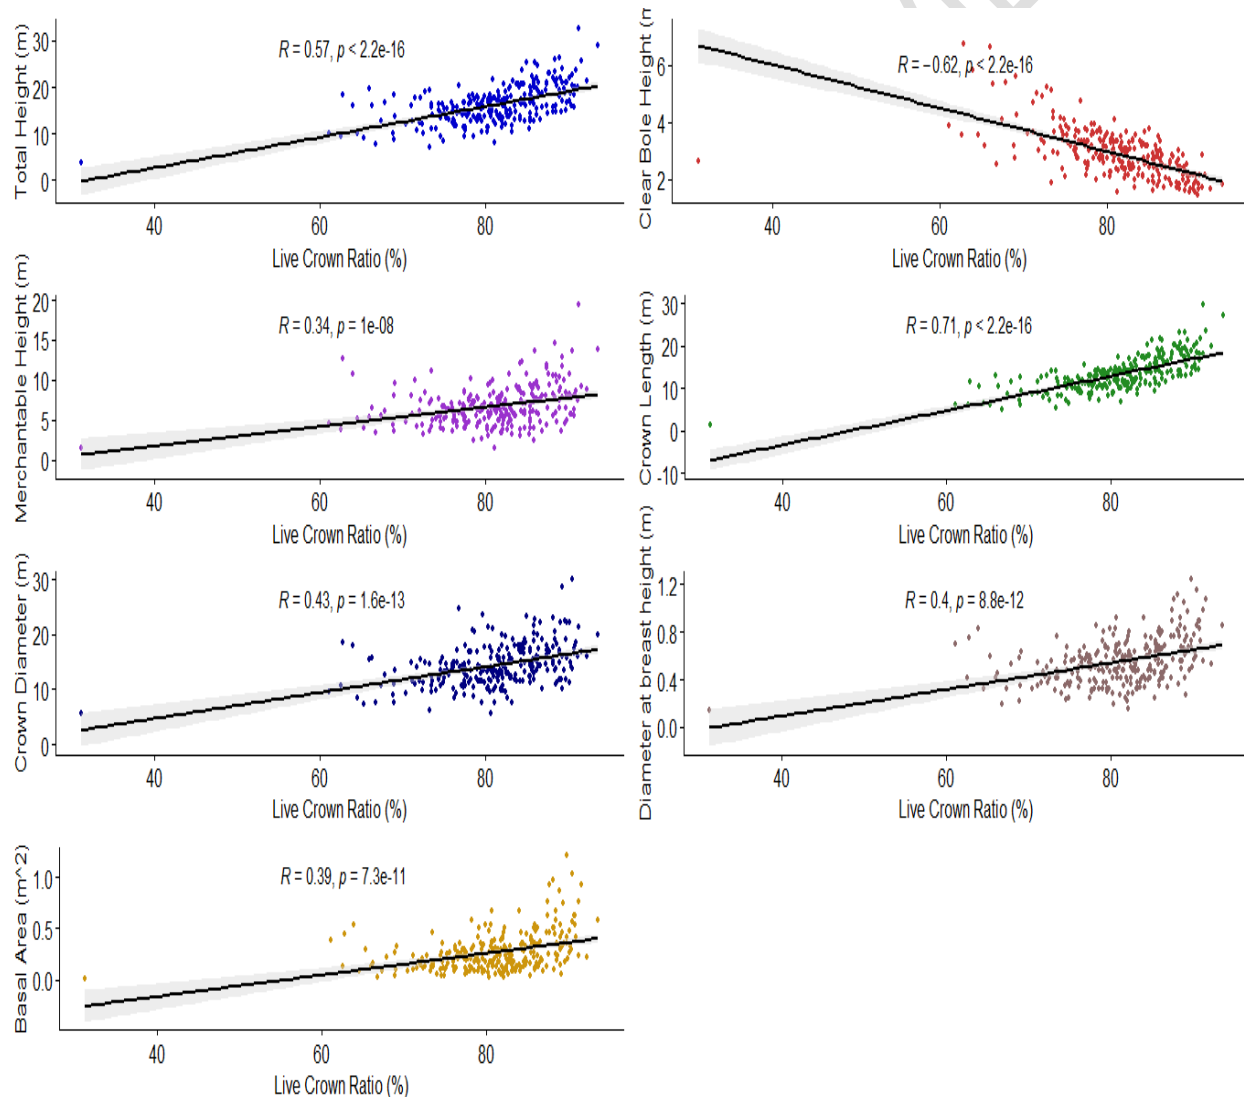 Total Height (m)
30
20
10
0
R = 0.57, p < 2.2e-16
40 60 80
Live Crown Ratio (%)
Clear Bole Height
6
4
2
R = −0.62, p < 2.2e-16
40 60 80
Live Crown Ratio (%)
Merchantable Height (m)
20
15
10
5
0
R = 0.34, p = 1e-08
40 60 80
Live Crown Ratio (%)
Crown Length (m)
30
20
10
0
-10
R = 0.71, p < 2.2e-16
40 60 80
Live Crown Ratio (%)
Crown Diameter (m)
30
20
10
0
R = 0.43, p = 1.6e-13
40 60 80
Live Crown Ratio (%)
Diameter at breast height (m)
1.2
0.8
0.4
0.0
R = 0.4, p = 8.8e-12
40 60 80
Live Crown Ratio (%)
Basal Area (m^2)
1.0
0.5
0.0
R = 0.39, p = 7.3e-11
40 60 80
Live Crown Ratio (%)